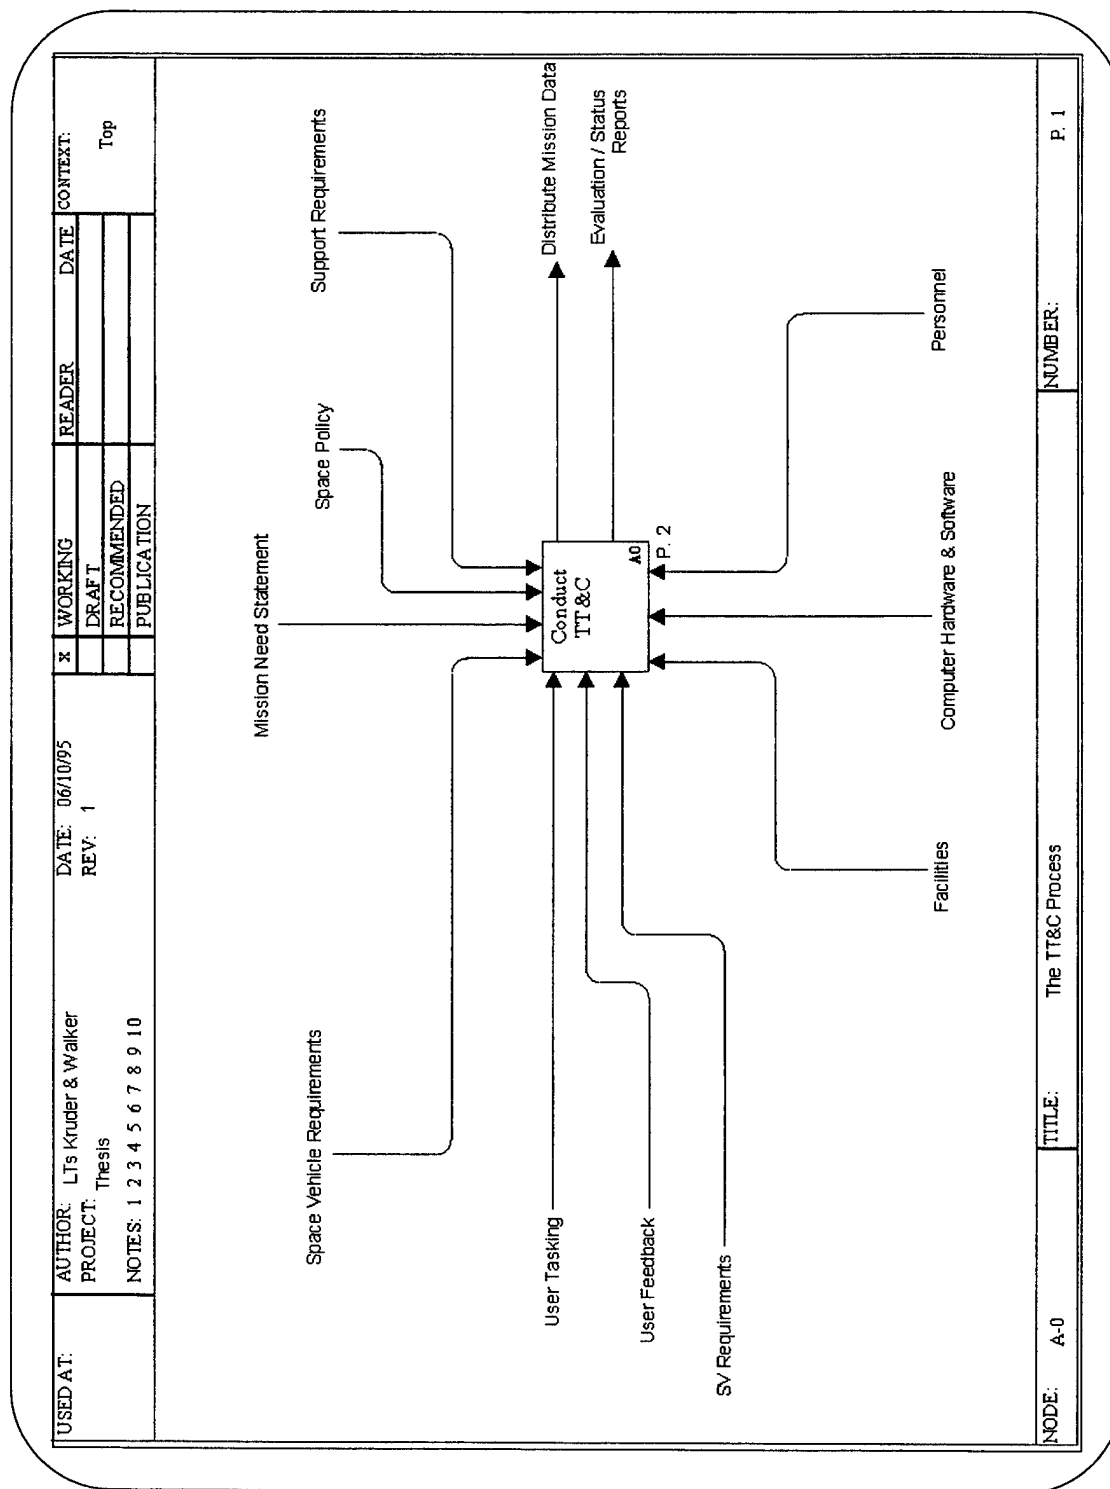 USED AT:
AUTHOR: LTs Kruder & Walker
PROJECT: Thesis
NOTES: 1 2 3 4 5 6 7 8 9 10
DATE: 06/10/95
REV: 1
x WORKING
DRAFT
RECOMMENDED
PUBLICATION
READER DATE
CONTEXT:
Top
Mission Need Statement
Space Vehicle Requirements
Space Policy
Support Requirements
User Tasking
User Feedback
SV Requirements
Conduct
TT&C
A0
P. 2
Distribute Mission Data
Evaluation / Status
Reports
Facilities
Computer Hardware & Software
Personnel
NODE: A-0
TITLE: The TT&C Process
NUMBER: P. 1